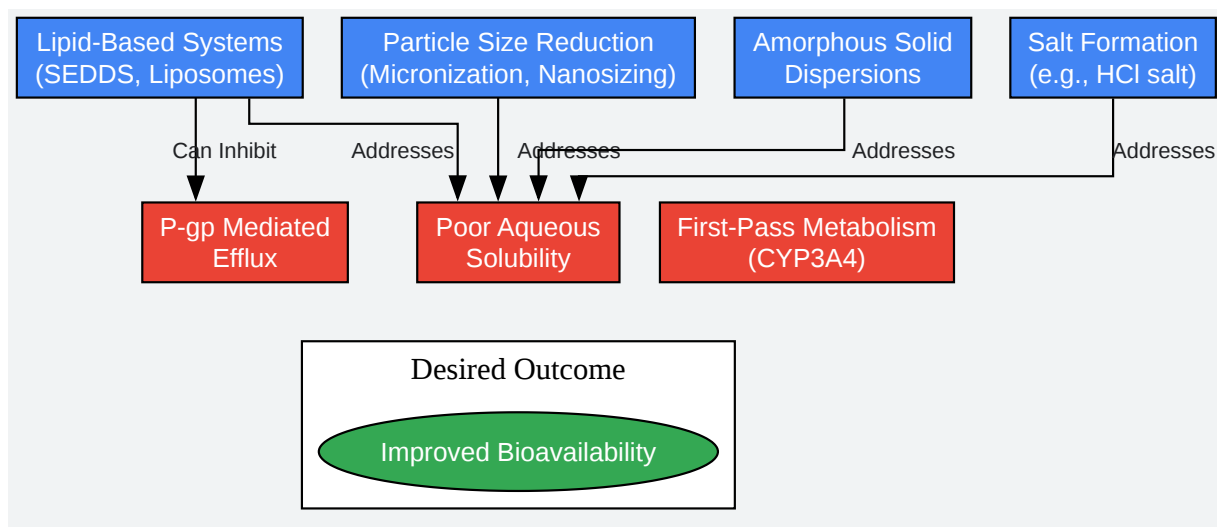 Lipid-Based Systems
(SEDDS, Liposomes)
Particle Size Reduction
(Micronization, Nanosizing)
Amorphous Solid
Dispersions
Salt Formation
(e.g., HCl salt)
Can Inhibit
Addresses
Addresses
Addresses
Addresses
P-gp Mediated
Efflux
Poor Aqueous
Solubility
First-Pass Metabolism
(CYP3A4)
Desired Outcome
Improved Bioavailability